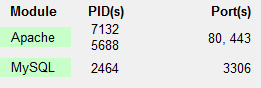 Module PID(s) Port(s)
Apache 7132 5688 80, 443
MySQL 2464 3306